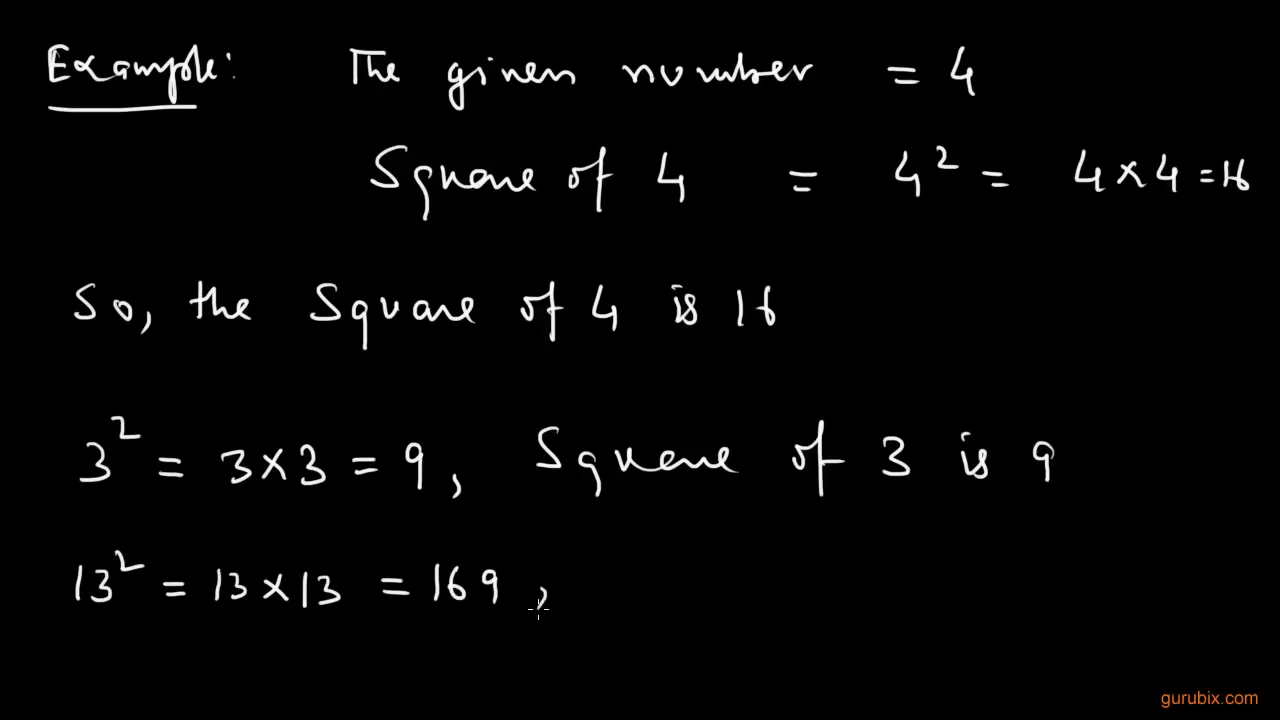 Example: The given number = 4
Square of 4 = 4² = 4 × 4 = 16
So, the Square of 4 is 16
3² = 3 × 3 = 9, Square of 3 is 9
13² = 13 × 13 = 169,
gurubix.com